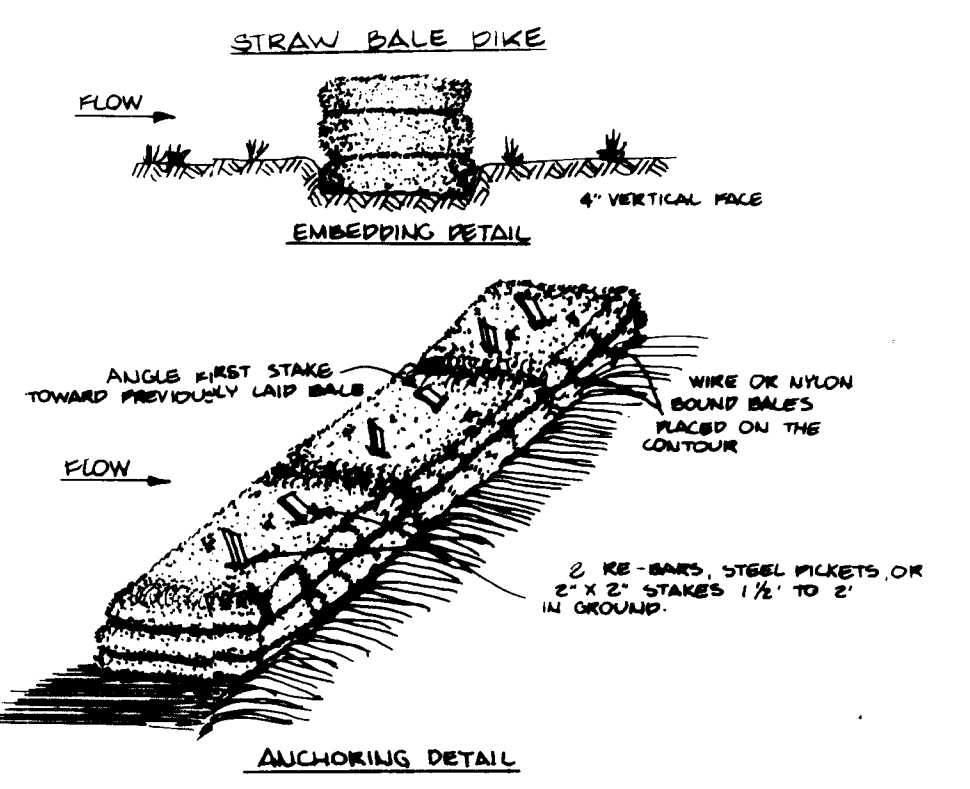 STRAW BALE DIKE
FLOW
4" VERTICAL FACE
EMBEDDING DETAIL
ANGLE FIRST STAKE
TOWARD PREVIOUSLY LAID BALE
WIRE OR NYLON
BOUND BALES
PLACED ON THE
CONTOUR
FLOW
2 RE-BARS, STEEL PICKETS, OR
2" X 2" STAKES 1 1/2' TO 2'
IN GROUND.
ANCHORING DETAIL